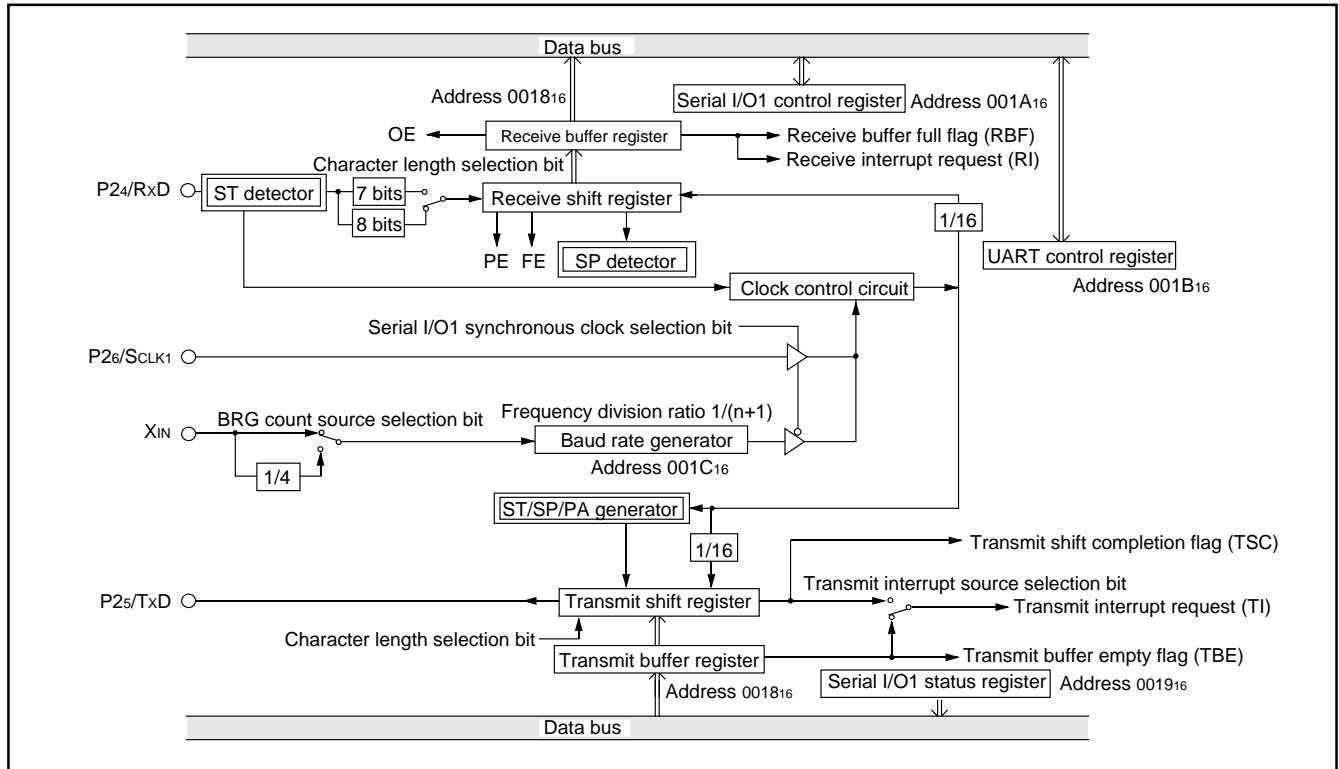 Data bus
Address 0018₁₆
Serial I/O1 control register
Address 001A₁₆
OE
Receive buffer register
Receive buffer full flag (RBF)
Receive interrupt request (RI)
Character length selection bit
P2₄/RxD
ST detector
7 bits
8 bits
Receive shift register
1/16
PE
FE
SP detector
UART control register
Address 001B₁₆
Clock control circuit
Serial I/O1 synchronous clock selection bit
P2₆/SCLK1
BRG count source selection bit
Frequency division ratio 1/(n+1)
XIN
Baud rate generator
1/4
Address 001C₁₆
ST/SP/PA generator
1/16
Transmit shift completion flag (TSC)
Transmit interrupt source selection bit
P2₅/TxD
Transmit shift register
Transmit interrupt request (TI)
Character length selection bit
Transmit buffer register
Transmit buffer empty flag (TBE)
Address 0018₁₆
Serial I/O1 status register
Address 0019₁₆
Data bus